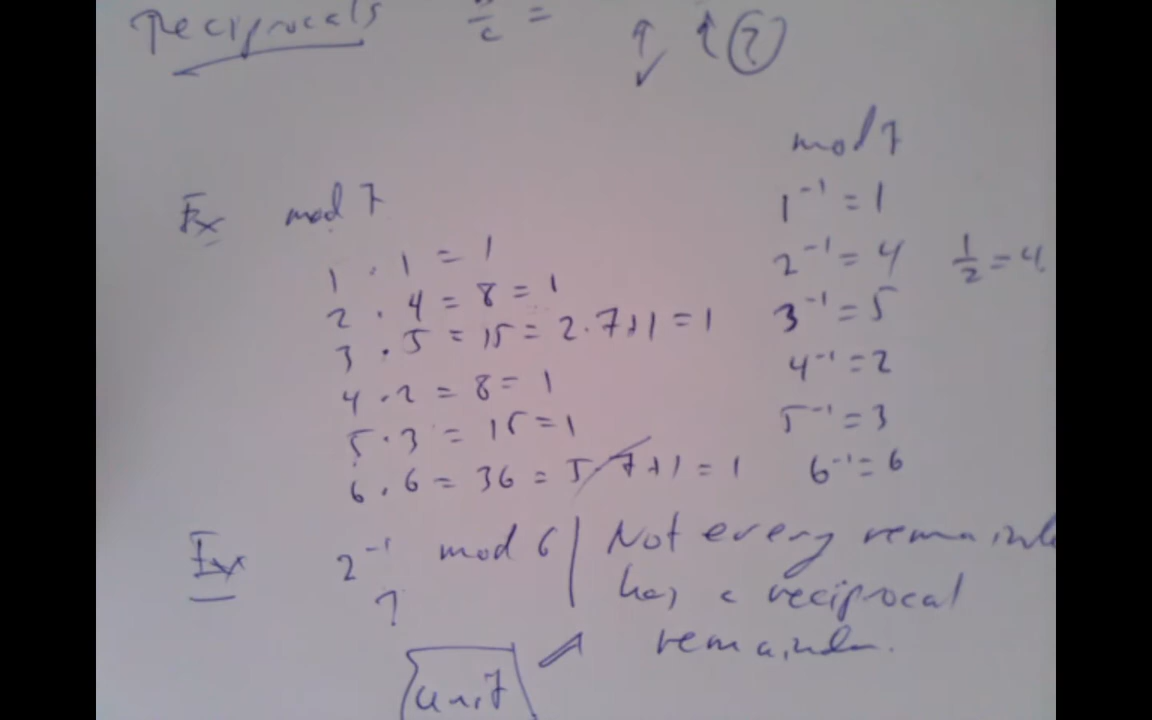 Reciprocals
?
mod 7
1⁻¹ = 1
Ex mod 7
1 · 1 = 1
2⁻¹ = 4 1/2 = 4
2 · 4 = 8 = 1
3⁻¹ = 5
3 · 5 = 15 = 2·7+1 = 1
4⁻¹ = 2
4 · 2 = 8 = 1
5⁻¹ = 3
5 · 3 = 15 = 1
6⁻¹ = 6
6 · 6 = 36 = 5·7+1 = 1
Ex 2⁻¹ mod 6 Not every remainde
?
has a reciprocal
remainder.
unit